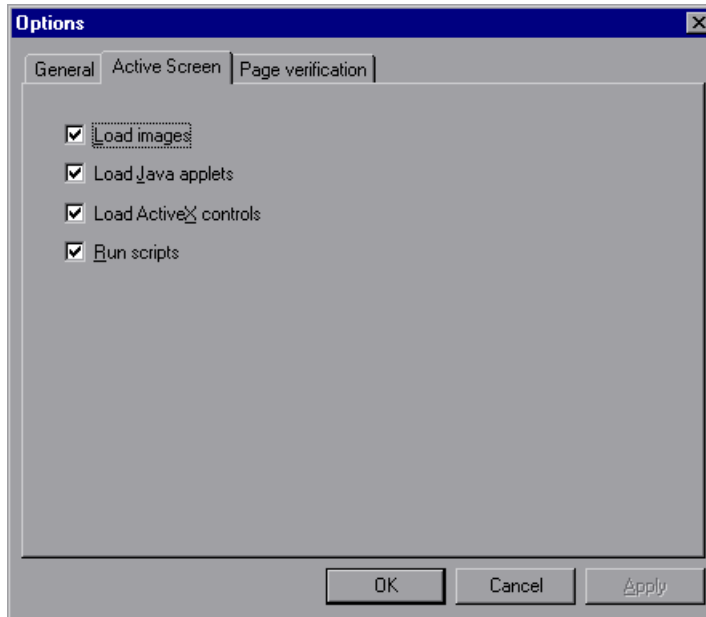 Options
General Active Screen Page verification
Load images
Load Java applets
Load ActiveX controls
Run scripts
OK Cancel Apply